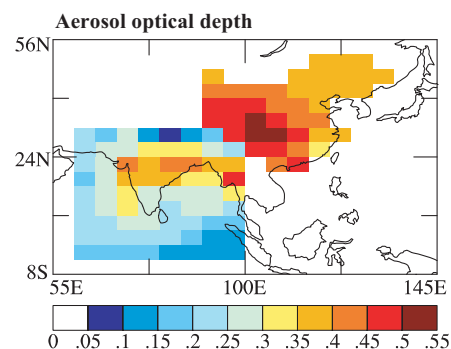 Aerosol optical depth
56N
24N
8S
55E 100E 145E
0 .05 .1 .15 .2 .25 .3 .35 .4 .45 .5 .55